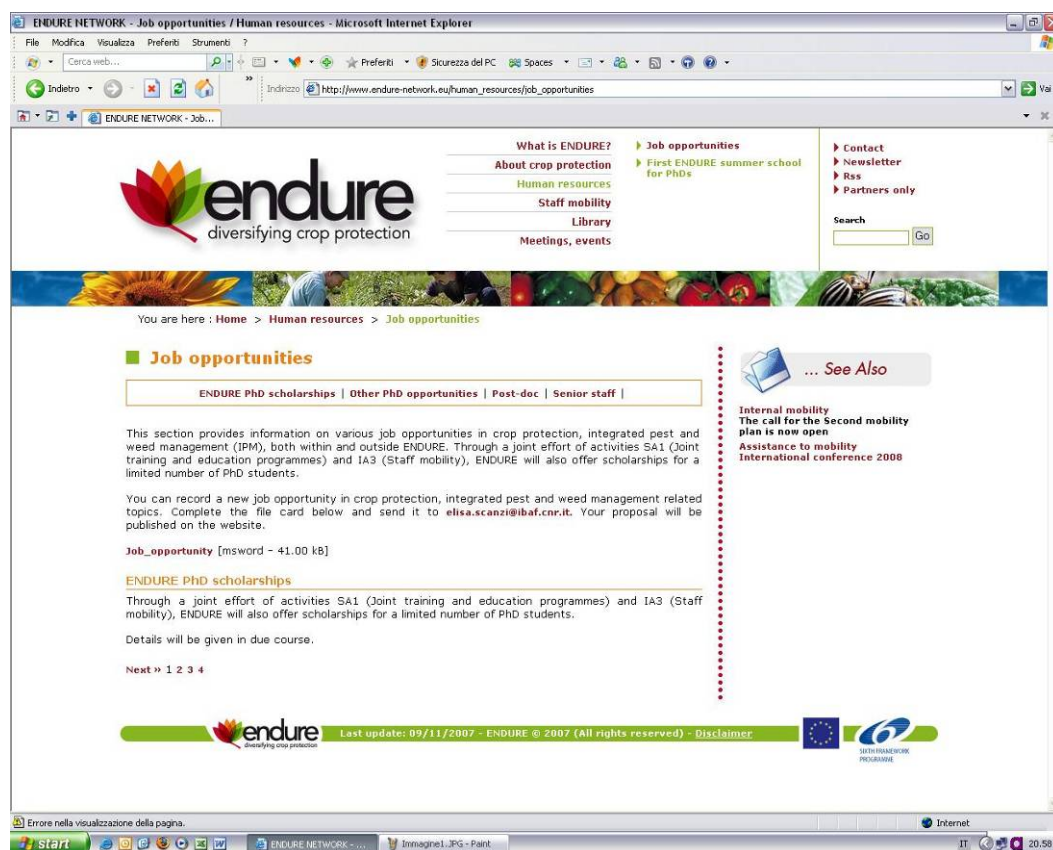 ENDURE NETWORK - Job opportunities / Human resources - Microsoft Internet Explorer
File Modifica Visualizza Preferiti Strumenti ?
Cerca web...
Preferiti Sicurezza del PC Spaces
Indietro
Indirizzo http://www.endure-network.eu/human_resources/job_opportunities Vai
ENDURE NETWORK - Job...
endure
diversifying crop protection
What is ENDURE?
About crop protection
Human resources
Staff mobility
Library
Meetings, events
Job opportunities
First ENDURE summer school
for PhDs
Contact
Newsletter
Rss
Partners only
Search
Go
You are here : Home > Human resources > Job opportunities
Job opportunities
ENDURE PhD scholarships | Other PhD opportunities | Post-doc | Senior staff |
This section provides information on various job opportunities in crop protection, integrated pest and
weed management (IPM), both within and outside ENDURE. Through a joint effort of activities SA1 (Joint
training and education programmes) and IA3 (Staff mobility), ENDURE will also offer scholarships for a
limited number of PhD students.
You can record a new job opportunity in crop protection, integrated pest and weed management related
topics. Complete the file card below and send it to elisa.scanzi@ibaf.cnr.it. Your proposal will be
published on the website.
Job_opportunity [msword - 41.00 kB]
ENDURE PhD scholarships
Through a joint effort of activities SA1 (Joint training and education programmes) and IA3 (Staff
mobility), ENDURE will also offer scholarships for a limited number of PhD students.
Details will be given in due course.
Next » 1 2 3 4
... See Also
Internal mobility
The call for the Second mobility
plan is now open
Assistance to mobility
International conference 2008
endure
diversifying crop protection
Last update: 09/11/2007 - ENDURE © 2007 (All rights reserved) - Disclaimer
SIXTH FRAMEWORK
PROGRAMME
Errore nella visualizzazione della pagina.
Internet
start
ENDURE NETWORK - ...
Immagine1.JPG - Paint
IT
20.58